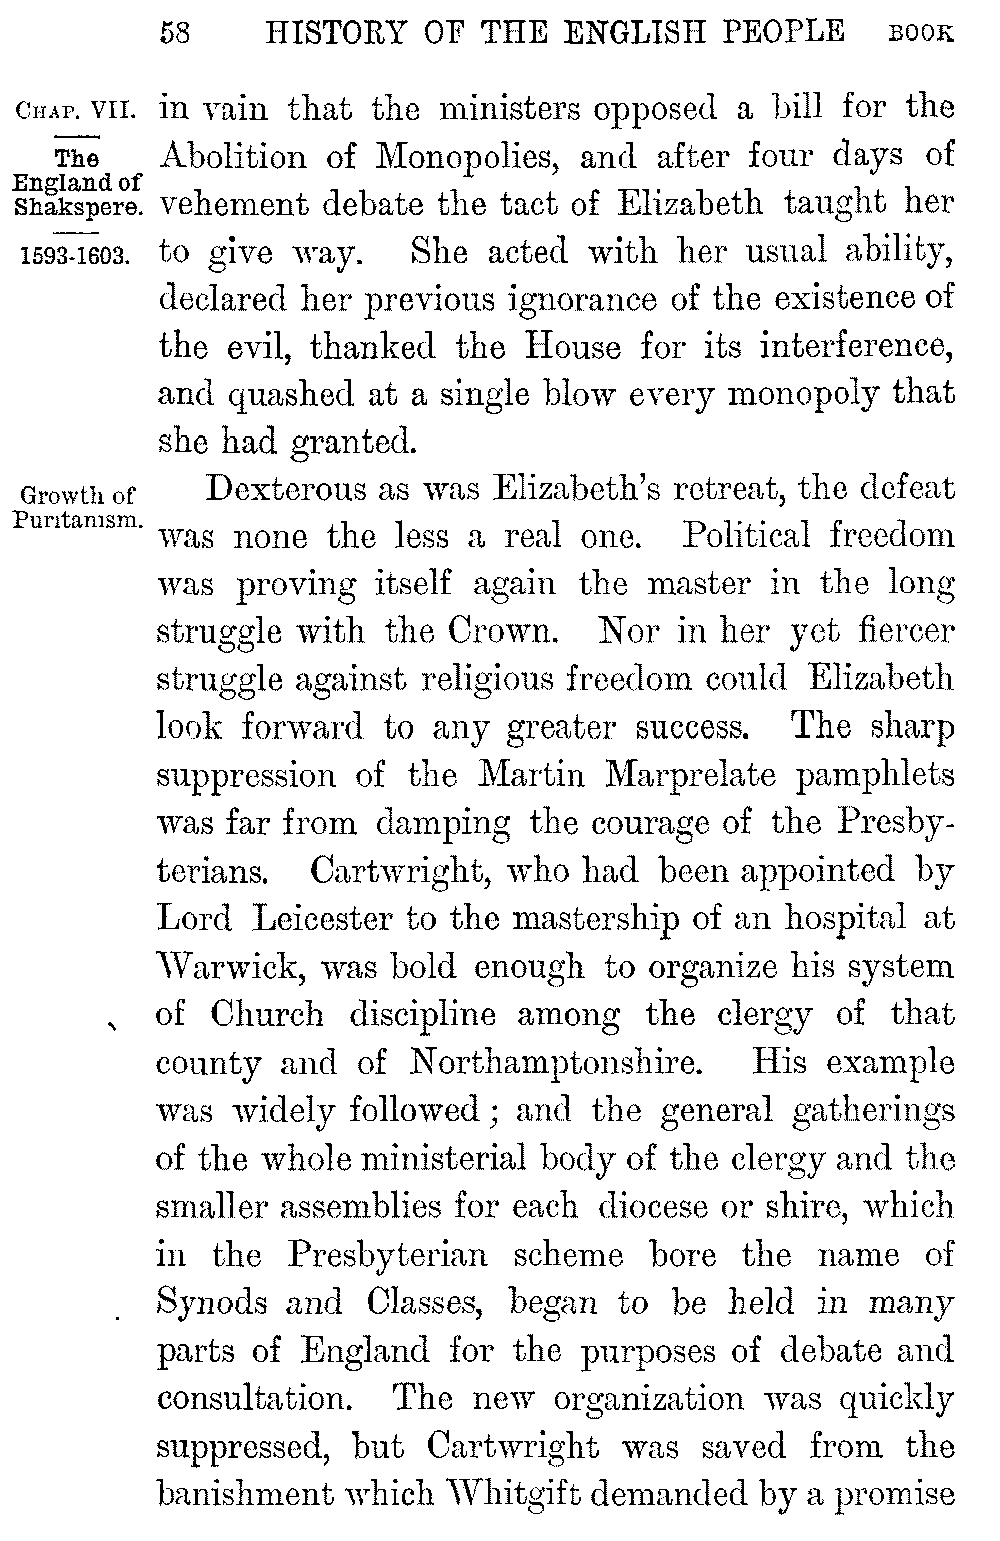 58 HISTORY OF THE ENGLISH PEOPLE BOOK
CHAP. VII.
The
England of
Shakspere.
1593-1603.
in vain that the ministers opposed a bill for the
Abolition of Monopolies, and after four days of
vehement debate the tact of Elizabeth taught her
to give way. She acted with her usual ability,
declared her previous ignorance of the existence of
the evil, thanked the House for its interference,
and quashed at a single blow every monopoly that
she had granted.
Growth of
Puritanism.
Dexterous as was Elizabeth's retreat, the defeat
was none the less a real one. Political freedom
was proving itself again the master in the long
struggle with the Crown. Nor in her yet fiercer
struggle against religious freedom could Elizabeth
look forward to any greater success. The sharp
suppression of the Martin Marprelate pamphlets
was far from damping the courage of the Presby-
terians. Cartwright, who had been appointed by
Lord Leicester to the mastership of an hospital at
Warwick, was bold enough to organize his system
of Church discipline among the clergy of that
county and of Northamptonshire. His example
was widely followed ; and the general gatherings
of the whole ministerial body of the clergy and the
smaller assemblies for each diocese or shire, which
in the Presbyterian scheme bore the name of
Synods and Classes, began to be held in many
parts of England for the purposes of debate and
consultation. The new organization was quickly
suppressed, but Cartwright was saved from the
banishment which Whitgift demanded by a promise